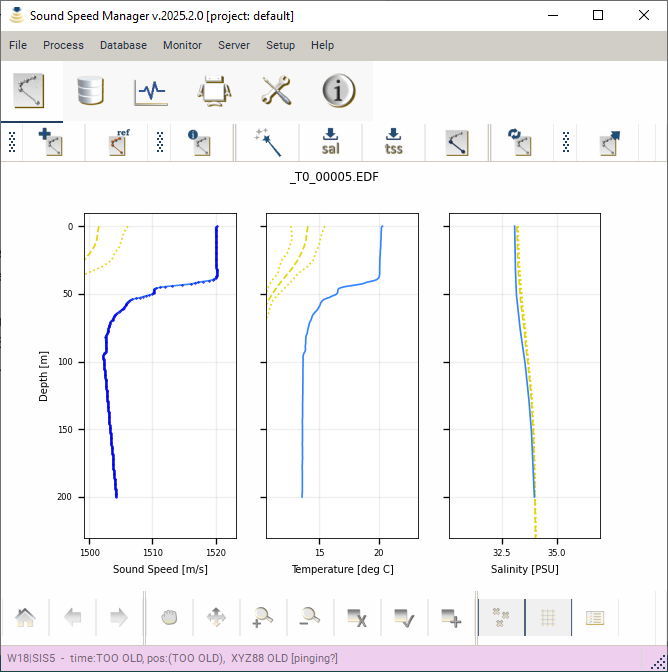 Sound Speed Manager v.2025.2.0 [project: default]
File Process Database Monitor Server Setup Help
ref
sal
tss
_T0_00005.EDF
0
50
100
150
200
Depth [m]
1500 1510 1520
15 20
32.5 35.0
Sound Speed [m/s]
Temperature [deg C]
Salinity [PSU]
W18|SIS5 - time:TOO OLD, pos:(TOO OLD), XYZ88 OLD [pinging?]